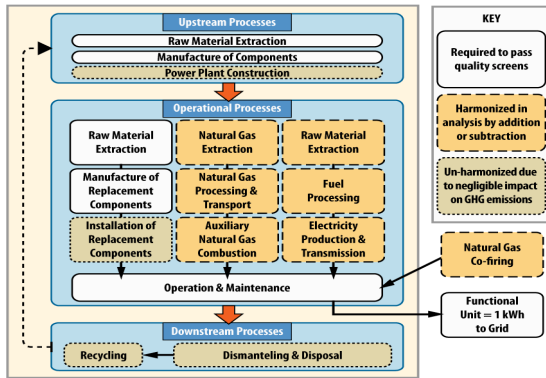 Upstream Processes
Raw Material Extraction
Manufacture of Components
Power Plant Construction
Operational Processes
Raw Material
Extraction
Manufacture of
Replacement
Components
Installation of
Replacement
Components
Natural Gas
Extraction
Natural Gas
Processing &
Transport
Auxiliary
Natural Gas
Combustion
Raw Material
Extraction
Fuel
Processing
Electricity
Production &
Transmission
Operation & Maintenance
Downstream Processes
Recycling
Dismanteling & Disposal
KEY
Required to pass
quality screens
Harmonized in
analysis by addition
or subtraction
Un-harmonized due
to negligible impact
on GHG emissions
Natural Gas
Co-firing
Functional
Unit = 1 kWh
to Grid